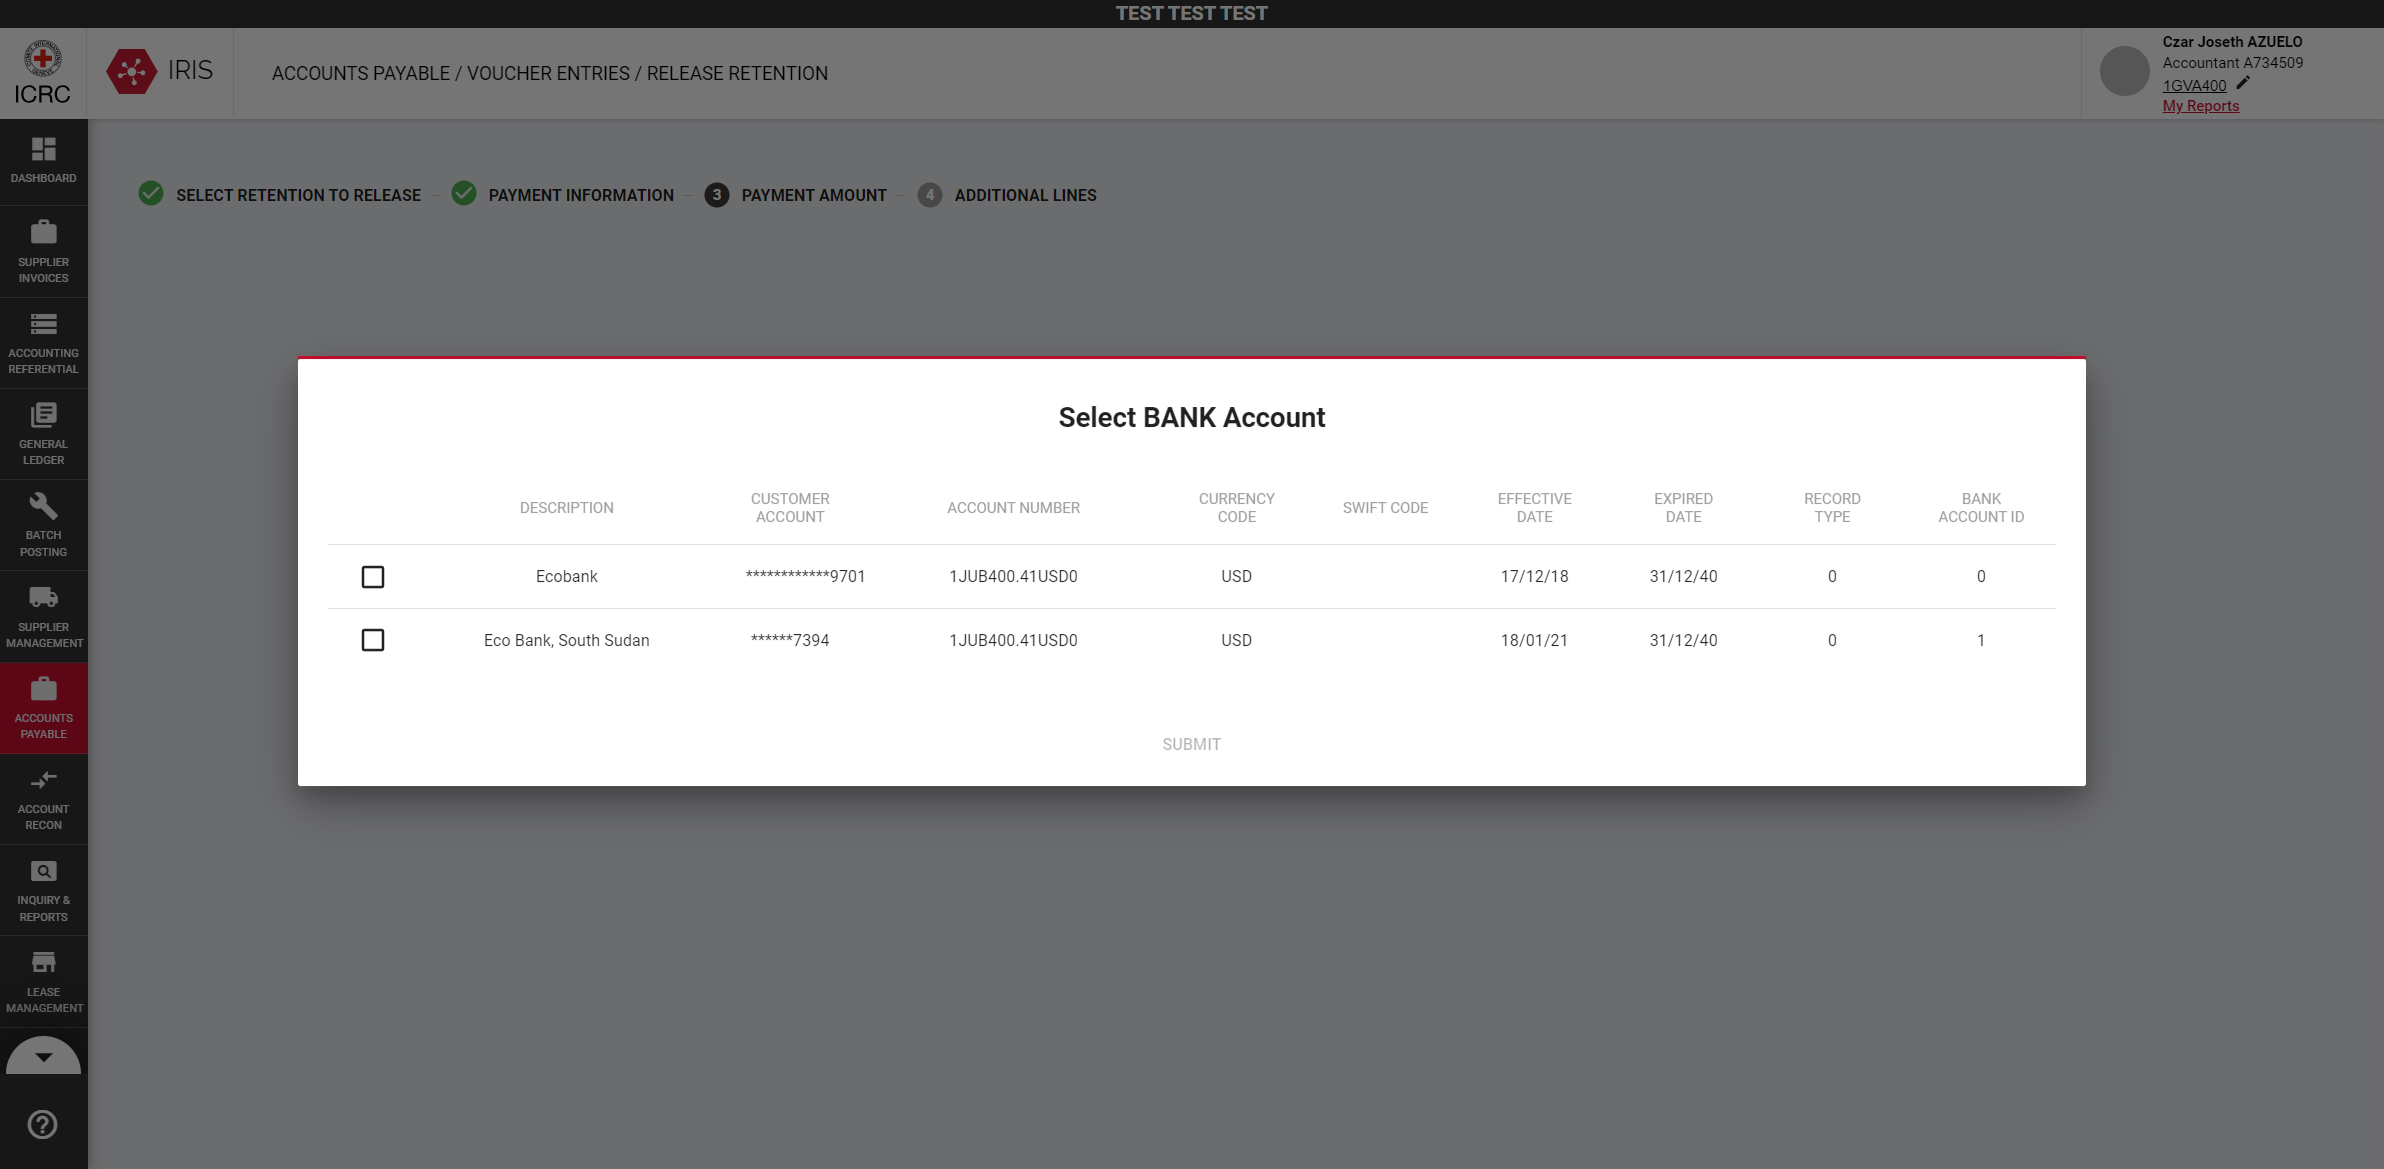 TEST TEST TEST
ICRC
IRIS
ACCOUNTS PAYABLE / VOUCHER ENTRIES / RELEASE RETENTION
Czar Joseth AZUELO
Accountant A734509
1GVA400
My Reports
DASHBOARD
SUPPLIER
INVOICES
ACCOUNTING
REFERENTIAL
GENERAL
LEDGER
BATCH
POSTING
SUPPLIER
MANAGEMENT
ACCOUNTS
PAYABLE
ACCOUNT
RECON
INQUIRY &
REPORTS
LEASE
MANAGEMENT
SELECT RETENTION TO RELEASE
PAYMENT INFORMATION
3 PAYMENT AMOUNT
4 ADDITIONAL LINES
Select BANK Account
DESCRIPTION CUSTOMER ACCOUNT ACCOUNT NUMBER CURRENCY CODE SWIFT CODE EFFECTIVE DATE EXPIRED DATE RECORD TYPE BANK ACCOUNT ID
Ecobank ************9701 1JUB400.41USD0 USD 17/12/18 31/12/40 0 0
Eco Bank, South Sudan ******7394 1JUB400.41USD0 USD 18/01/21 31/12/40 0 1
SUBMIT